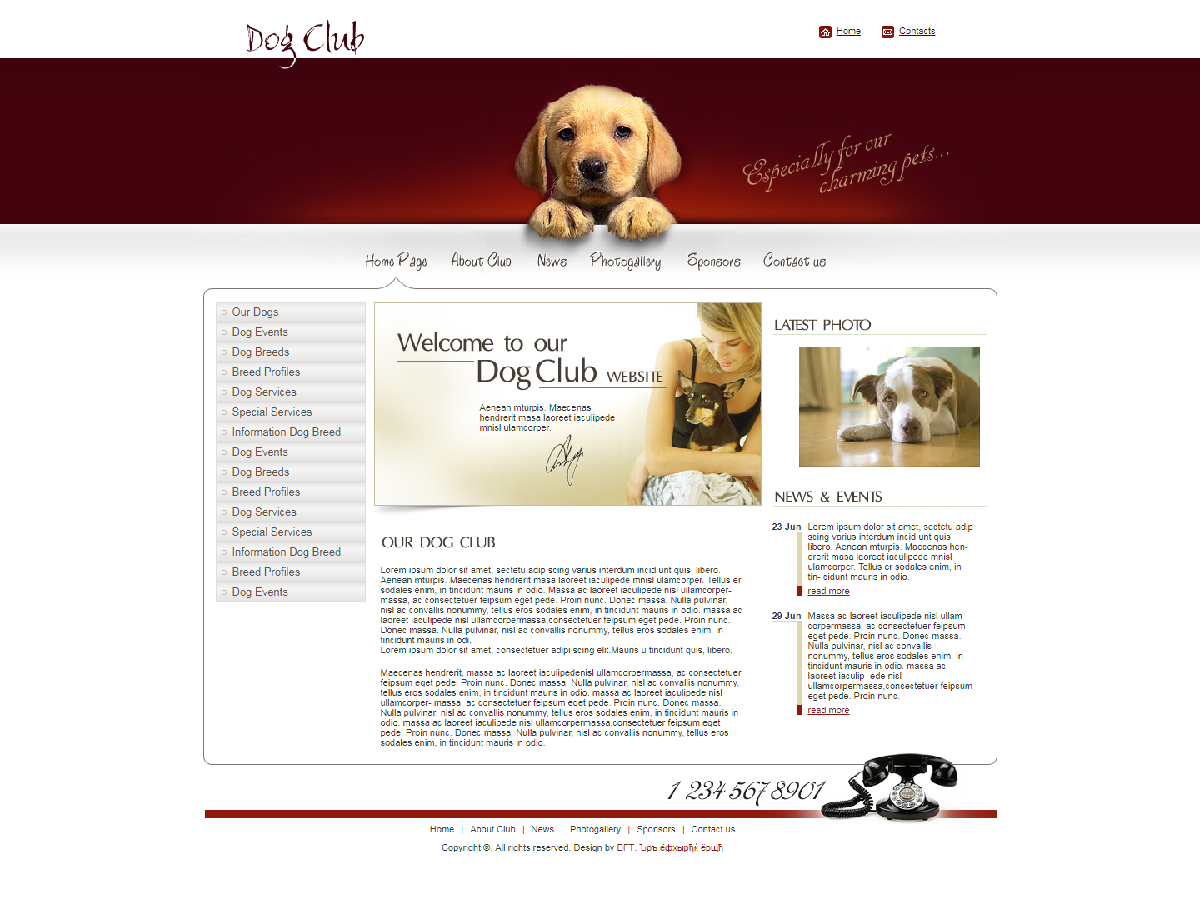 Dog Club
Home
Contacts
Especially for our
charming pets...
Home Page
About Club
News
Photogallery
Sponsors
Contact us
Our Dogs
Dog Events
Dog Breeds
Breed Profiles
Dog Services
Special Services
Information Dog Breed
Dog Events
Dog Breeds
Breed Profiles
Dog Services
Special Services
Information Dog Breed
Breed Profiles
Dog Events
Welcome to our
Dog Club WEBSITE
Aenean mturpis. Maecenas
hendrerit masa laoreet iaculipede
mnisl ulamcorper.
OUR DOG CLUB
Lorem ipsum dolor sit amet, sectetu adip scing varius interdum incid unt quis, libero.
Aenean mturpis. Maecenas hendrerit masa laoreet iaculipede mnisl ulamcorper. Tellus er
sodales enim, in tincidunt mauris in odio. Massa ac laoreet iaculipede nisl ullamcorper-
massa, ac consectetuer feipsum eget pede. Proin nunc. Donec massa. Nulla pulvinar,
nisl ac convallis nonummy, tellus eros sodales enim, in tincidunt mauris in odio. massa ac
laoreet iaculipede nisl ullamcorpermassa,consectetuer feipsum eget pede. Proin nunc.
Donec massa. Nulla pulvinar, nisl ac convallis nonummy, tellus eros sodales enim, in
tincidunt mauris in odi.
Lorem ipsum dolor sit amet, consectetuer adipi scing elit.Mauris u tincidunt quis, libero.
Maecenas hendrerit, massa ac laoreet iaculipedenisl ullamcorpermassa, ac consectetuer
feipsum eget pede. Proin nunc. Donec massa. Nulla pulvinar, nisl ac convallis nonummy,
tellus eros sodales enim, in tincidunt mauris in odio. massa ac laoreet iaculipede nisl
ullamcorper- massa, ac consectetuer feipsum eget pede. Proin nunc. Donec massa.
Nulla pulvinar, nisl ac convallis nonummy, tellus eros sodales enim, in tincidunt mauris in
odio. massa ac laoreet iaculipede nisl ullamcorpermassa,consectetuer feipsum eget
pede. Proin nunc. Donec massa. Nulla pulvinar, nisl ac convallis nonummy, tellus eros
sodales enim, in tincidunt mauris in odio.
LATEST PHOTO
NEWS & EVENTS
23 Jun Lorem ipsum dolor sit amet, sectetu adip
scing varius interdum incid unt quis
libero. Aenean mturpis. Maecenas hen-
drerit masa laoreet iaculipede mnisl
ulamcorper. Tellus er sodales enim, in
tin- cidunt mauris in odio.
read more
29 Jun Massa ac laoreet iaculipede nisl ullam
corpermassa, ac consectetuer feipsum
eget pede. Proin nunc. Donec massa.
Nulla pulvinar, nisl ac convallis
nonummy, tellus eros sodales enim, in
tincidunt mauris in odio. massa ac
laoreet iaculip ede nisl
ullamcorpermassa,consectetuer feipsum
eget pede. Proin nunc.
read more
1 234 567 8901
Home | About Club | News | Photogallery | Sponsors | Contact us
Copyright ©. All rights reserved. Design by